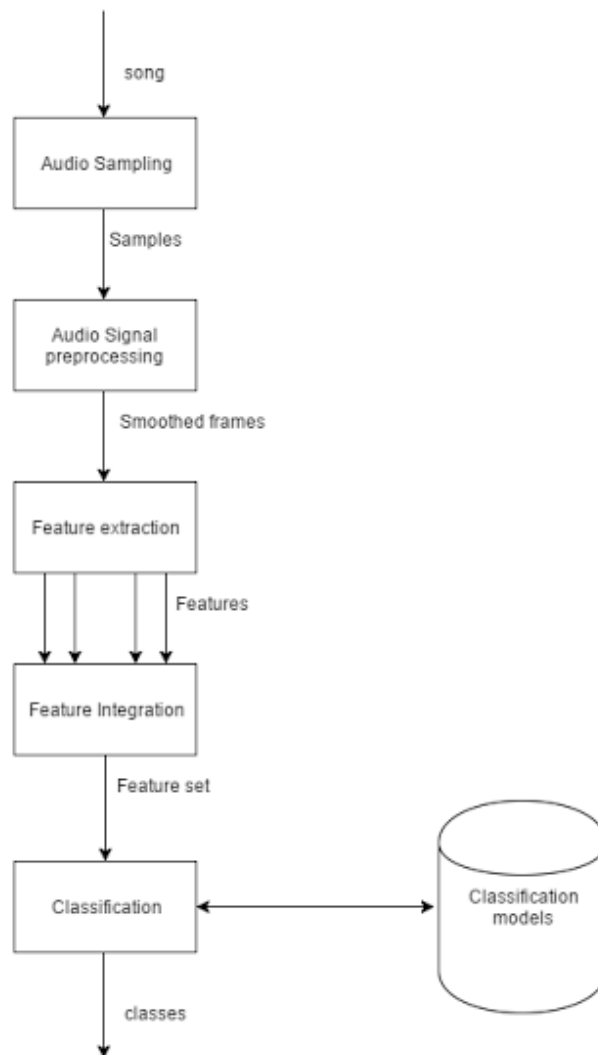 song
Audio Sampling
Samples
Audio Signal
preprocessing
Smoothed frames
Feature extraction
Features
Feature Integration
Feature set
Classification
Classification
models
classes